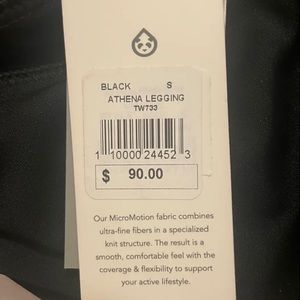 BLACK S
ATHENA LEGGING
TW733
1 10000 24452 3
$ 90.00
Our MicroMotion fabric combines
ultra-fine fibers in a specialized
knit structure. The result is a
smooth, comfortable feel with the
coverage & flexibility to support
your active lifestyle.